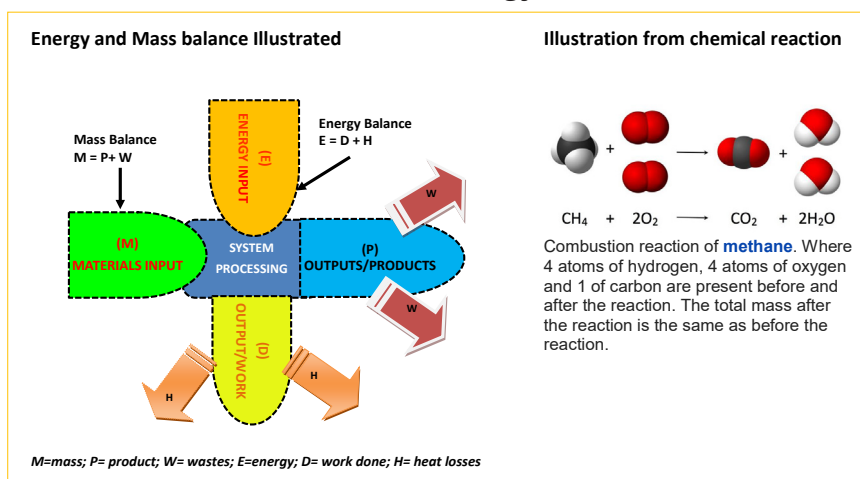 Energy and Mass balance Illustrated
Illustration from chemical reaction
Mass Balance
M = P+ W
Energy Balance
E = D + H
(E)
ENERGY INPUT
W
(M)
MATERIALS INPUT
SYSTEM
PROCESSING
(P)
OUTPUTS/PRODUCTS
W
(D)
OUTPUT/WORK
H
H
M=mass; P= product; W= wastes; E=energy; D= work done; H= heat losses
+ +
CH₄ + 2O₂ CO₂ + 2H₂O
Combustion reaction of methane. Where
4 atoms of hydrogen, 4 atoms of oxygen
and 1 of carbon are present before and
after the reaction. The total mass after
the reaction is the same as before the
reaction.